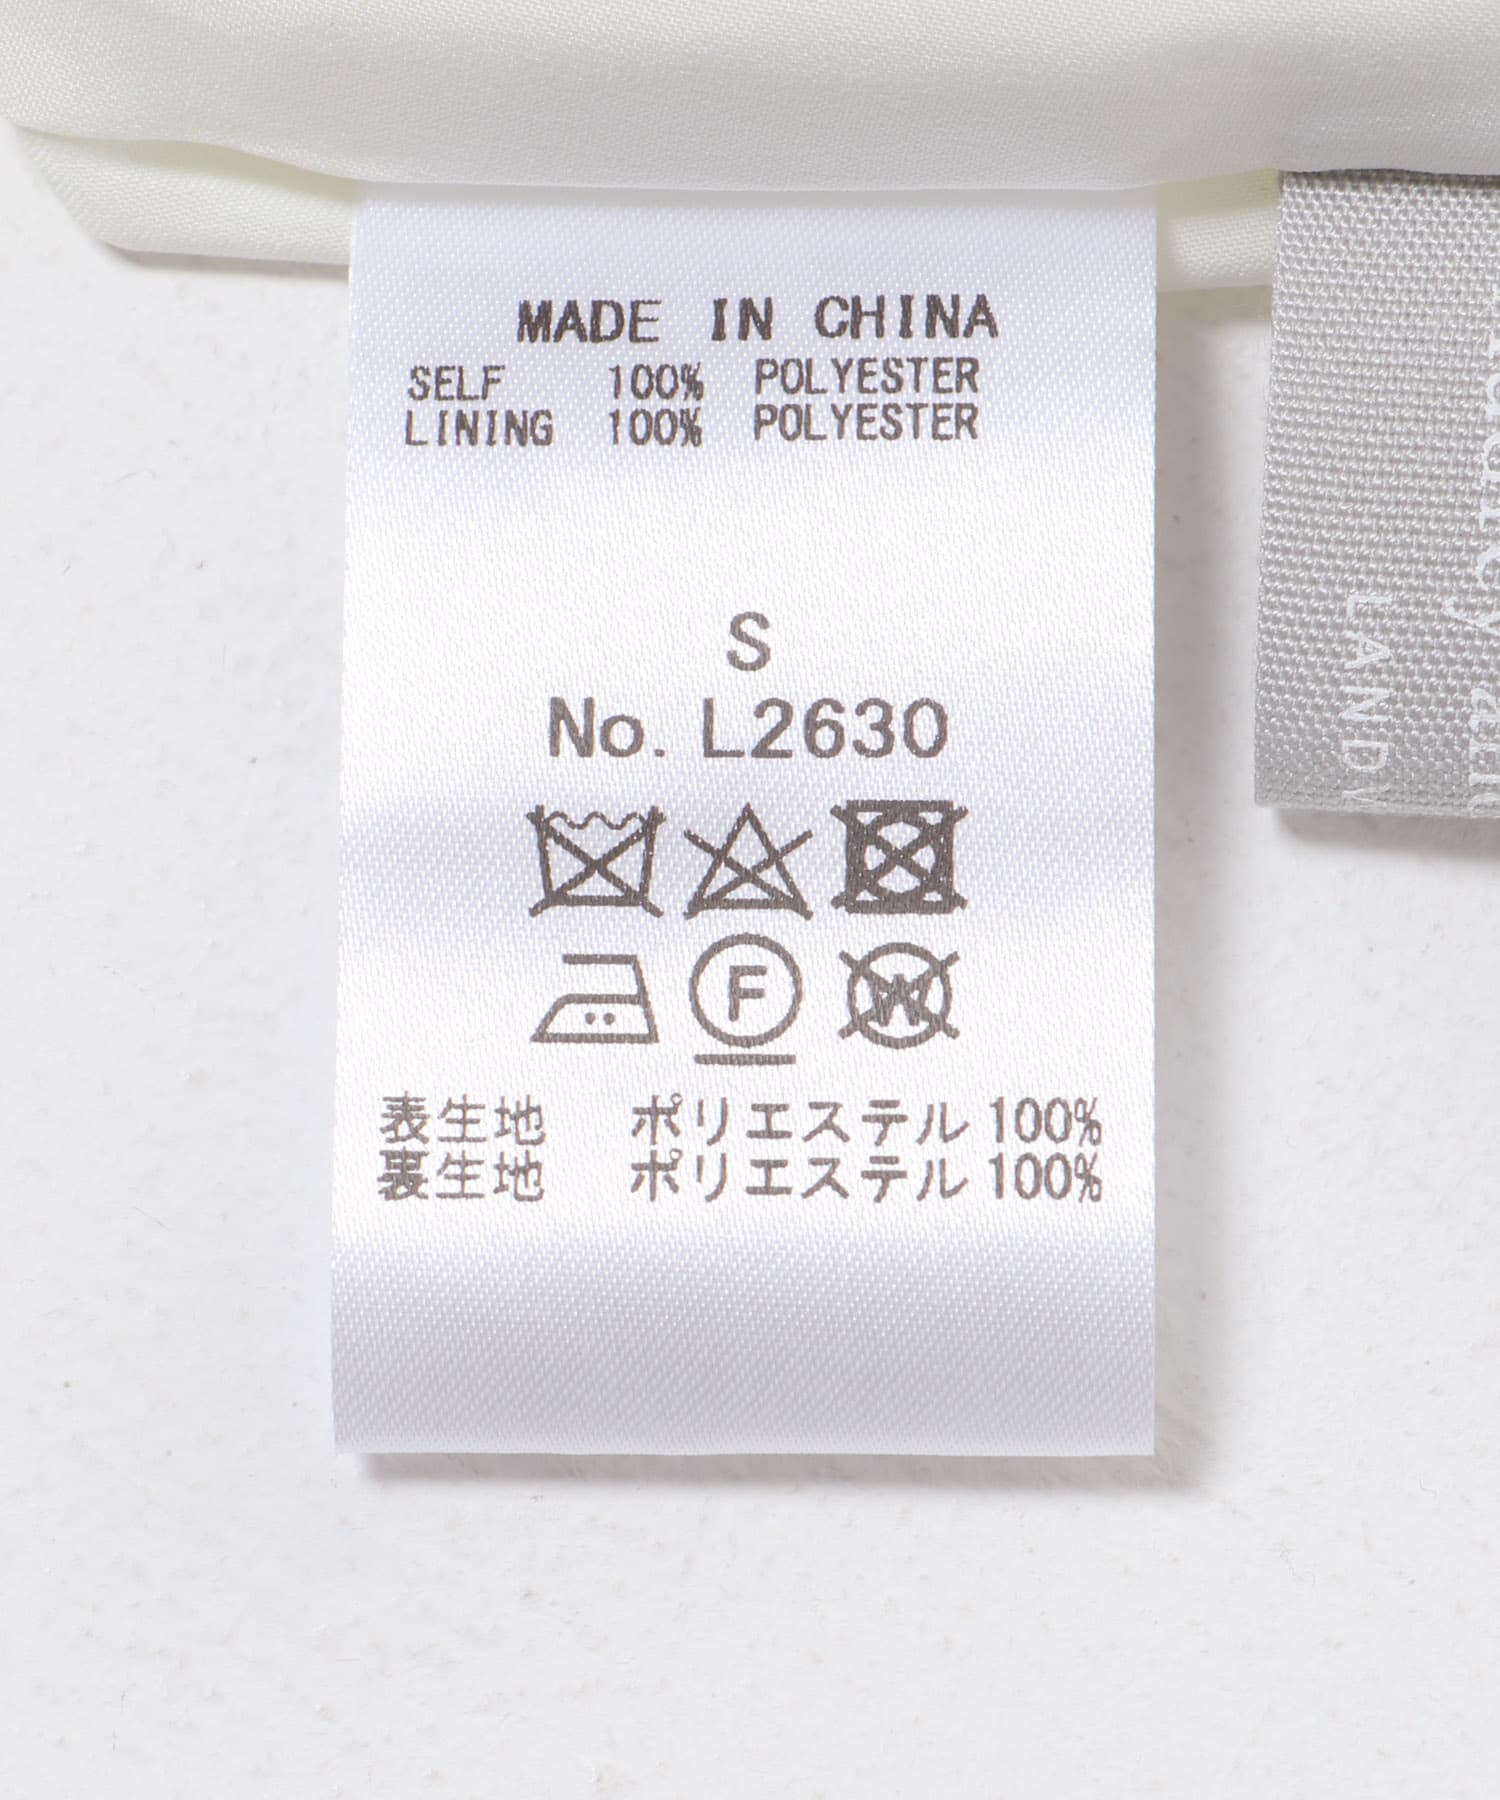 MADE IN CHINA
SELF 100% POLYESTER
LINING 100% POLYESTER
S
No. L2630
F
W
表生地 ポリエステル 100%
裏生地 ポリエステル 100%